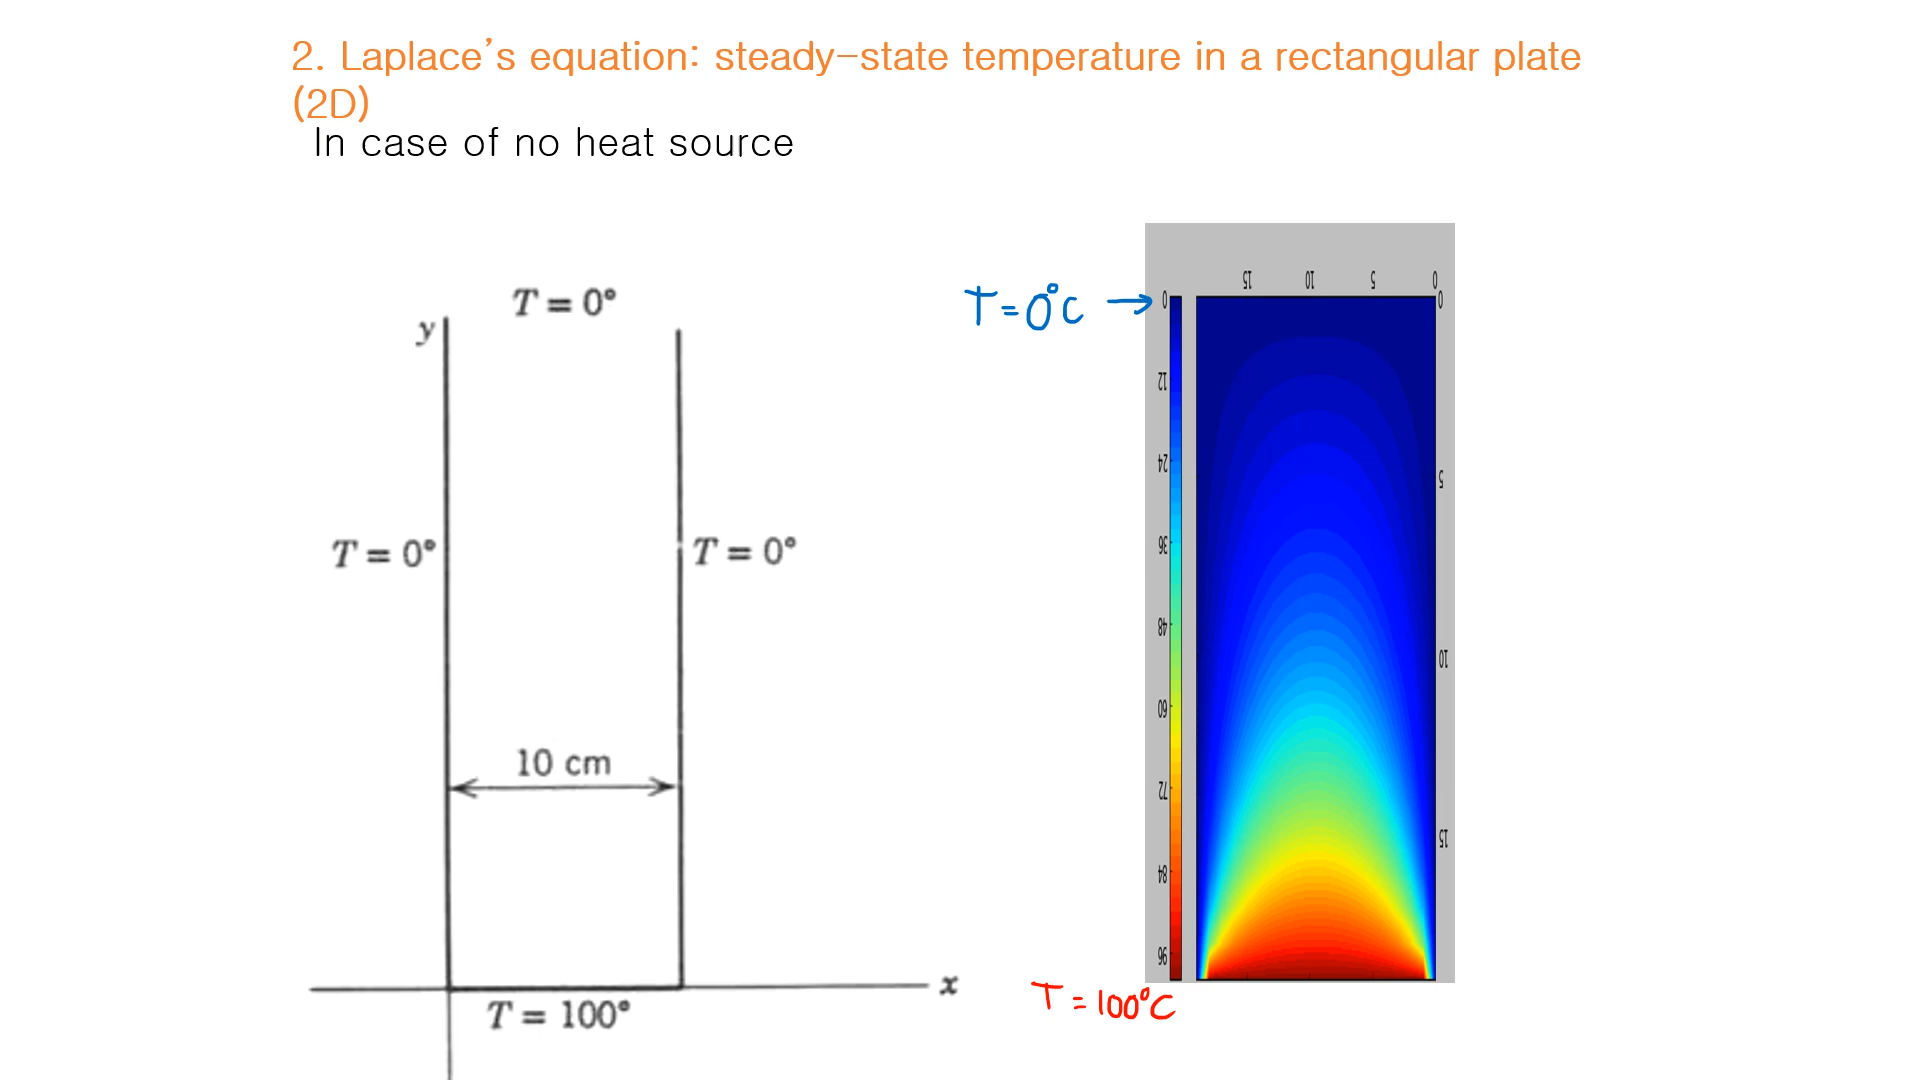 2. Laplace's equation: steady-state temperature in a rectangular plate
(2D)
In case of no heat source
T = 0°
y
T = 0°
T = 0°
10 cm
x
T = 100°
T=0°C →
15 10 5 0
0
12
24
36
48
60
72
84
96
0
5
10
15
T=100°C